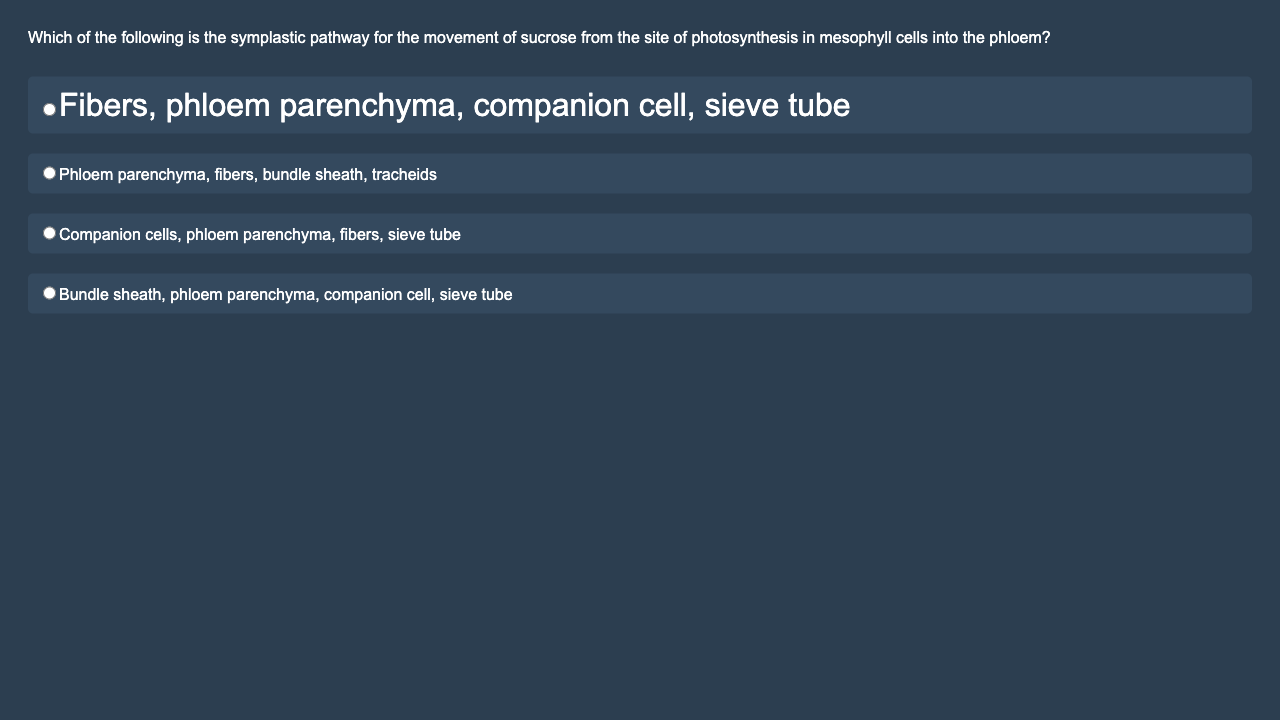 Which of the following is the symplastic pathway for the movement of sucrose from the site of photosynthesis in mesophyll cells into the phloem?
Fibers, phloem parenchyma, companion cell, sieve tube
Phloem parenchyma, fibers, bundle sheath, tracheids
Companion cells, phloem parenchyma, fibers, sieve tube
Bundle sheath, phloem parenchyma, companion cell, sieve tube